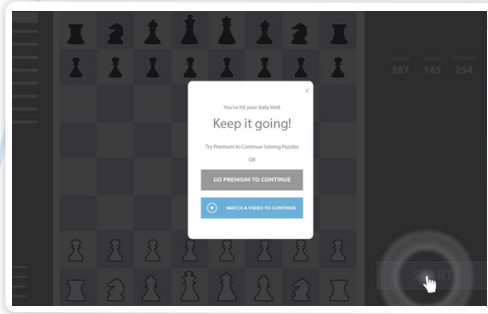 387 145 254
X
You've hit your daily limit
Keep it going!
Try Premium to Continue Solving Puzzles
OR
GO PREMIUM TO CONTINUE
WATCH A VIDEO TO CONTINUE
START